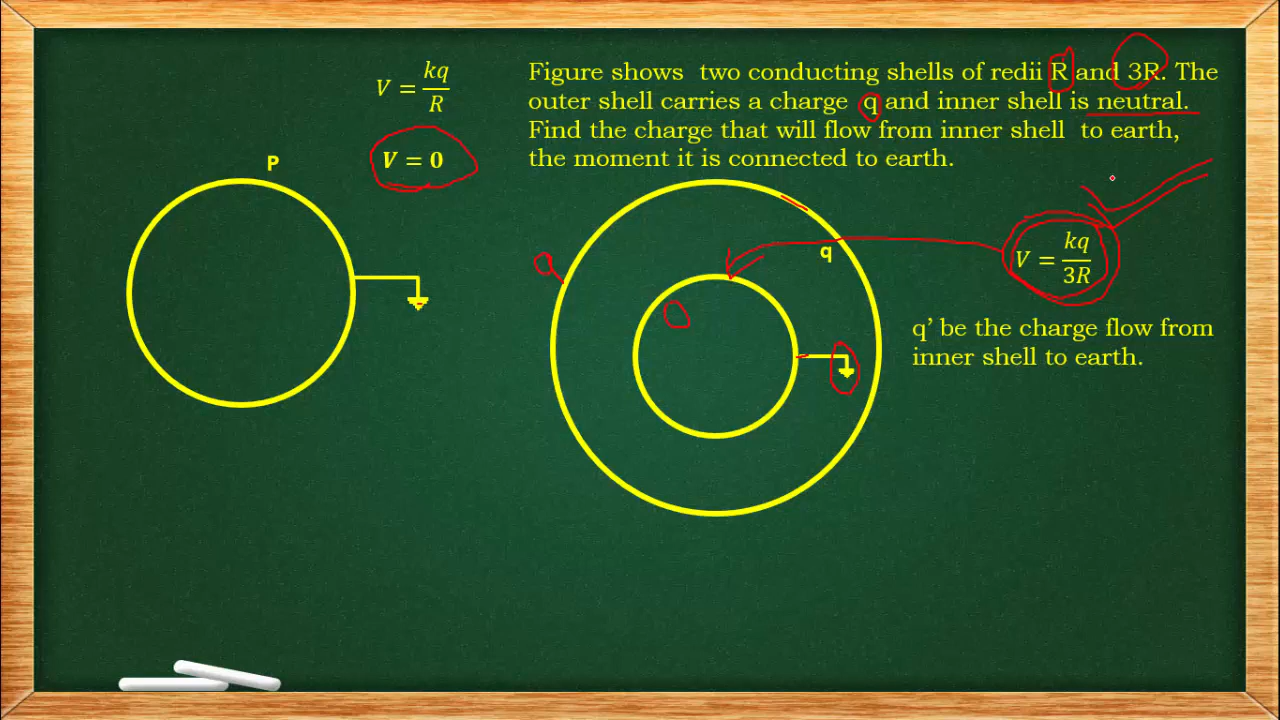 V = kq/R
V = 0
P
Figure shows two conducting shells of redii R and 3R. The
outer shell carries a charge q and inner shell is neutral.
Find the charge that will flow from inner shell to earth,
the moment it is connected to earth.
q
V = kq/3R
q’ be the charge flow from
inner shell to earth.